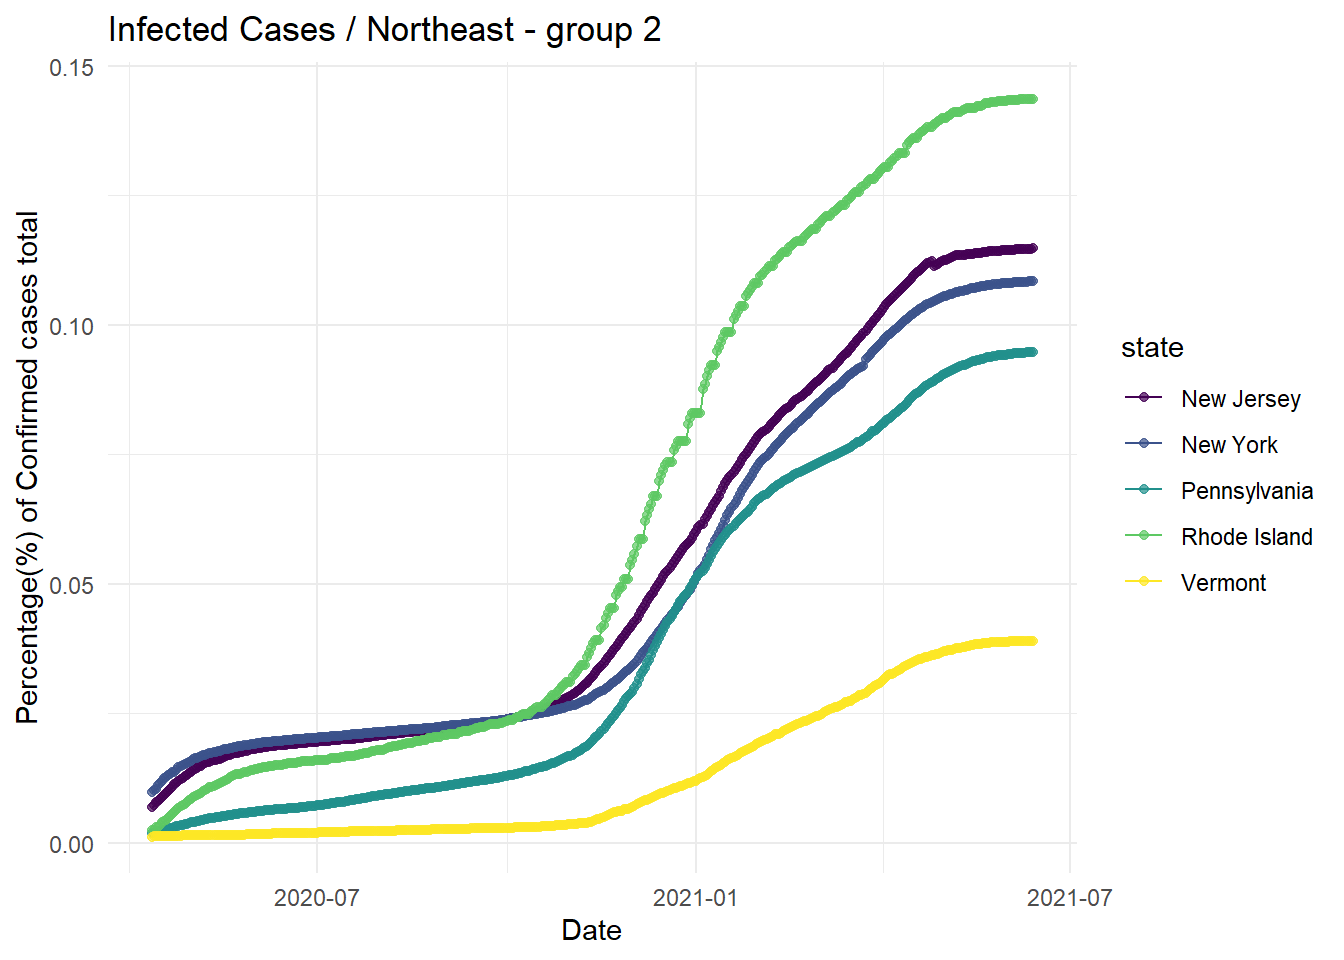 Infected Cases / Northeast - group 2
Percentage(%) of Confirmed cases total
0.15
0.10
0.05
0.00
2020-07
2021-01
2021-07
Date
state
New Jersey
New York
Pennsylvania
Rhode Island
Vermont